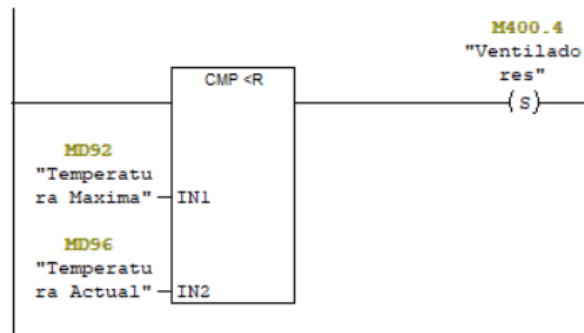 M400.4
"Ventilado
res"
CMP <R
(S)
MD92
"Temperatu
ra Maxima"
IN1
MD96
"Temperatu
ra Actual"
IN2